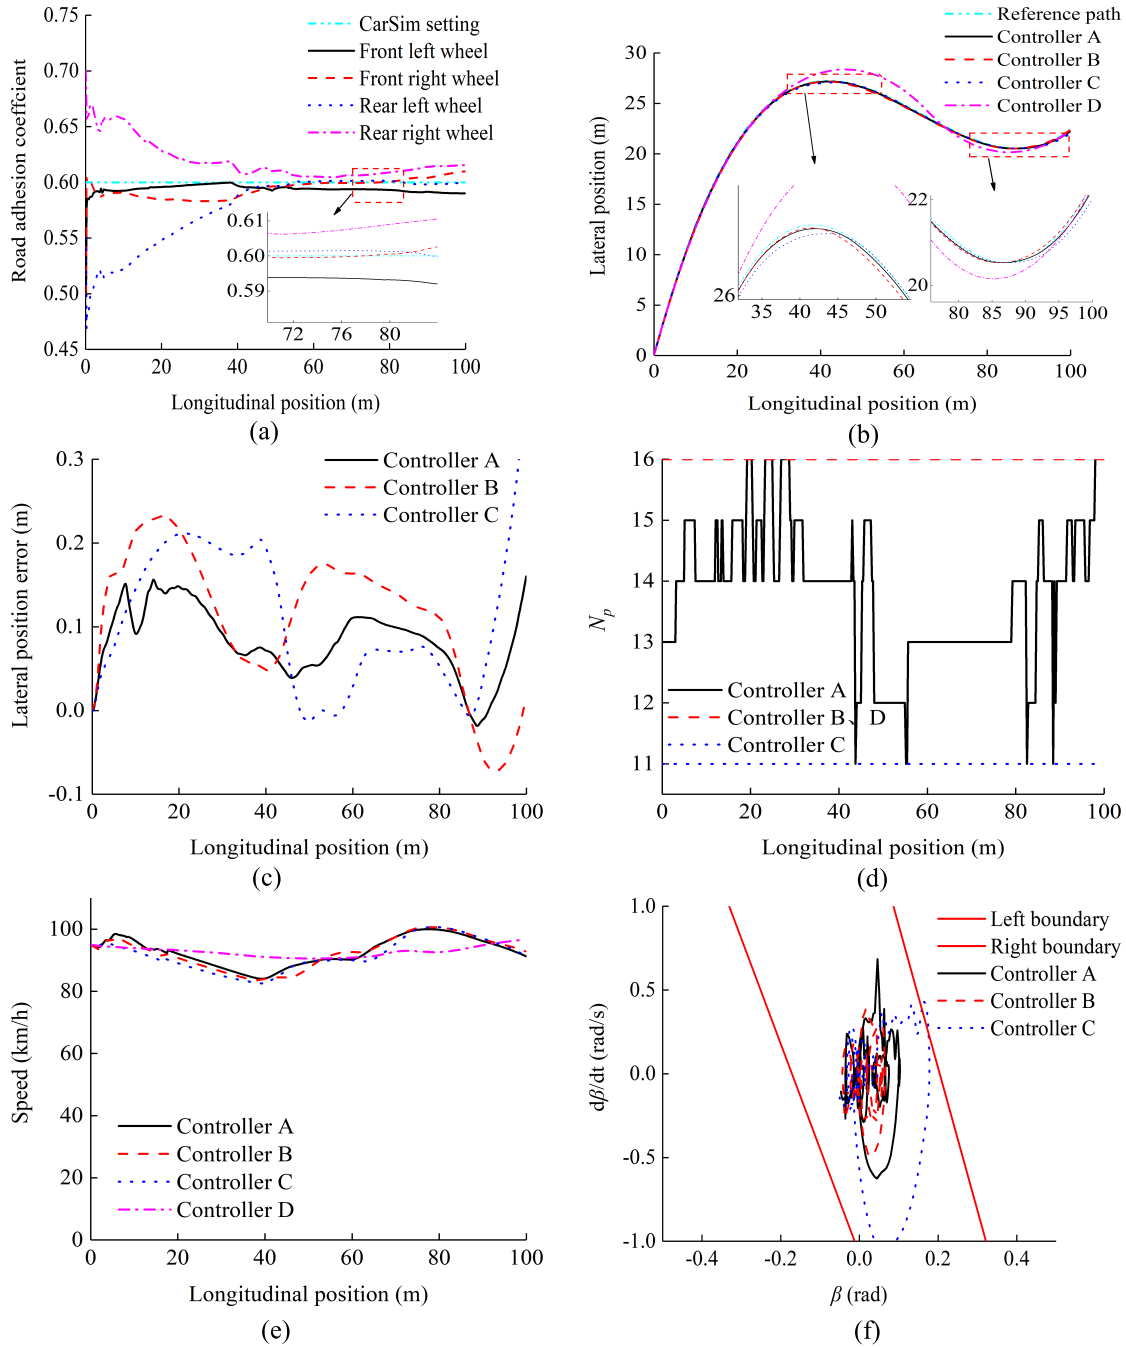 0.75
0.70
0.65
0.60
0.55
0.50
0.45
Road adhesion coeffcient
CarSim setting
Front left wheel
Front right wheel
Rear left wheel
Rear right wheel
0.61
0.60
0.59
72 76 80
0 20 40 60 80 100
Longitudinal position (m)
(a)
Reference path
Controller A
Controller B
Controller C
Controller D
30
25
20
15
10
5
0
Lateral position (m)
26
35 40 45 50
22
20
80 85 90 95 100
0 20 40 60 80 100
Longitudinal position (m)
(b)
0.3
0.2
0.1
0.0
-0.1
Lateral position error (m)
Controller A
Controller B
Controller C
0 20 40 60 80 100
Longitudinal position (m)
(c)
16
15
14
13
12
11
Np
Controller A
Controller B、D
Controller C
0 20 40 60 80 100
Longitudinal position (m)
(d)
100
80
60
40
20
0
Speed (km/h)
Controller A
Controller B
Controller C
Controller D
0 20 40 60 80 100
Longitudinal position (m)
(e)
1.0
0.5
0.0
-0.5
-1.0
dβ/dt (rad/s)
Left boundary
Right boundary
Controller A
Controller B
Controller C
-0.4 -0.2 0.0 0.2 0.4
β (rad)
(f)